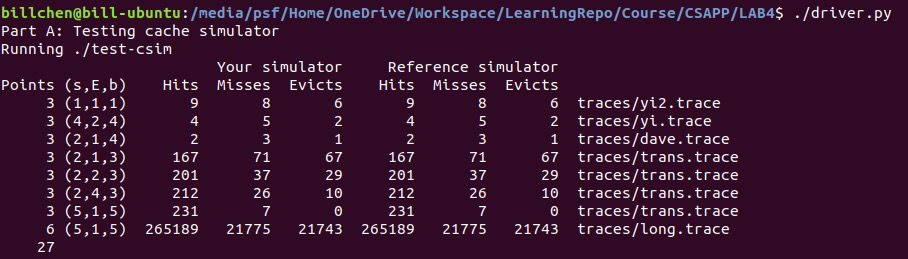 billchen@bill-ubuntu:/media/psf/Home/OneDrive/Workspace/LearningRepo/Course/CSAPP/LAB4$ ./driver.py
Part A: Testing cache simulator
Running ./test-csim
                        Your simulator     Reference simulator
Points (s,E,b)    Hits  Misses  Evicts    Hits  Misses  Evicts
     3 (1,1,1)       9       8       6       9       8       6  traces/yi2.trace
     3 (4,2,4)       4       5       2       4       5       2  traces/yi.trace
     3 (2,1,4)       2       3       1       2       3       1  traces/dave.trace
     3 (2,1,3)     167      71      67     167      71      67  traces/trans.trace
     3 (2,2,3)     201      37      29     201      37      29  traces/trans.trace
     3 (2,4,3)     212      26      10     212      26      10  traces/trans.trace
     3 (5,1,5)     231       7       0     231       7       0  traces/trans.trace
     6 (5,1,5)  265189   21775   21743  265189   21775   21743  traces/long.trace
    27